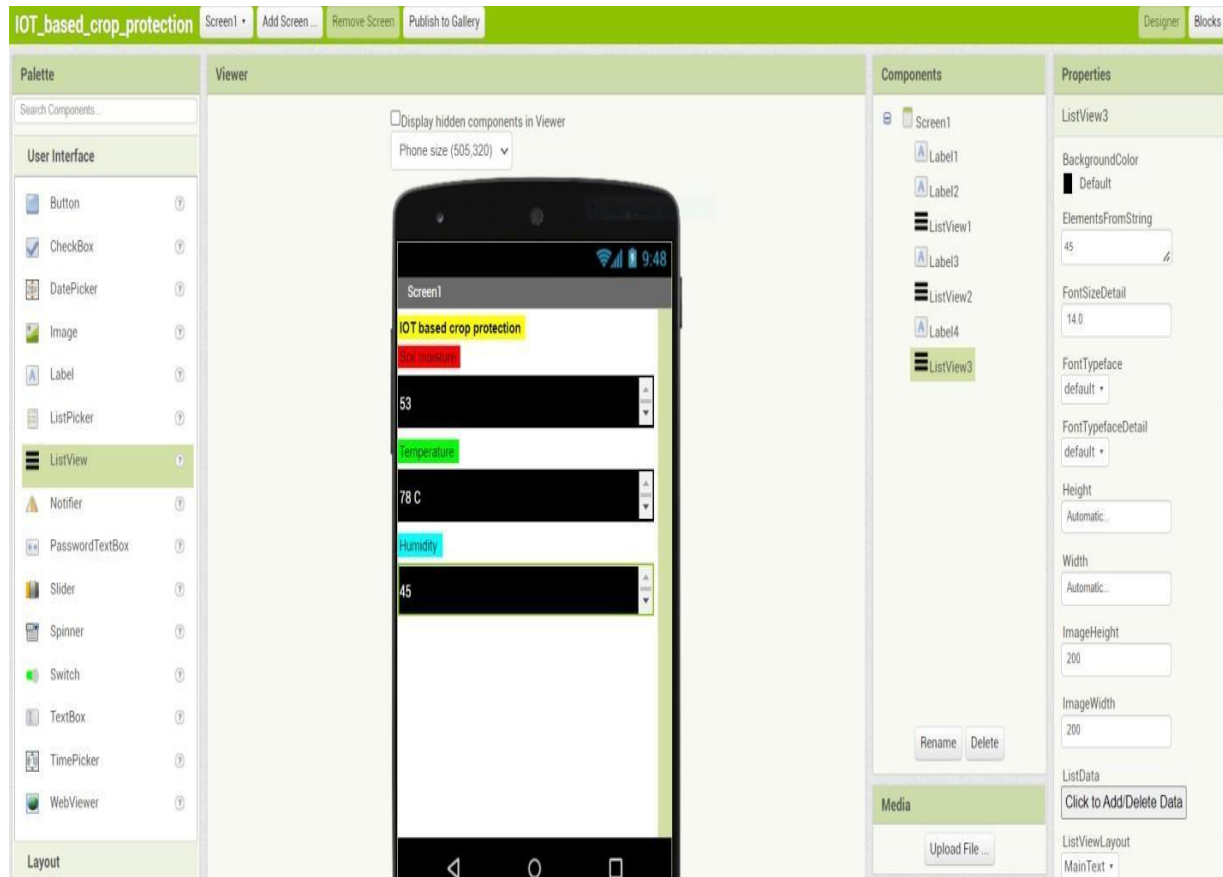 IOT_based_crop_protection Screen1 Add Screen ... Remove Screen Publish to Gallery Designer Blocks
Palette
Search Components...
User Interface
Button
CheckBox
DatePicker
Image
Label
ListPicker
ListView
Notifier
PasswordTextBox
Slider
Spinner
Switch
TextBox
TimePicker
WebViewer
Layout
Viewer
Display hidden components in Viewer
Phone size (505,320)
9:48
Screen1
IOT based crop protection
Soil moisture
53
Temperature
78 C
Humidity
45
Components
Screen1
Label1
Label2
ListView1
Label3
ListView2
Label4
ListView3
Rename Delete
Media
Upload File ...
Properties
ListView3
BackgroundColor
Default
ElementsFromString
45
FontSizeDetail
14.0
FontTypeface
default
FontTypefaceDetail
default
Height
Automatic...
Width
Automatic...
ImageHeight
200
ImageWidth
200
ListData
Click to Add/Delete Data
ListViewLayout
MainText